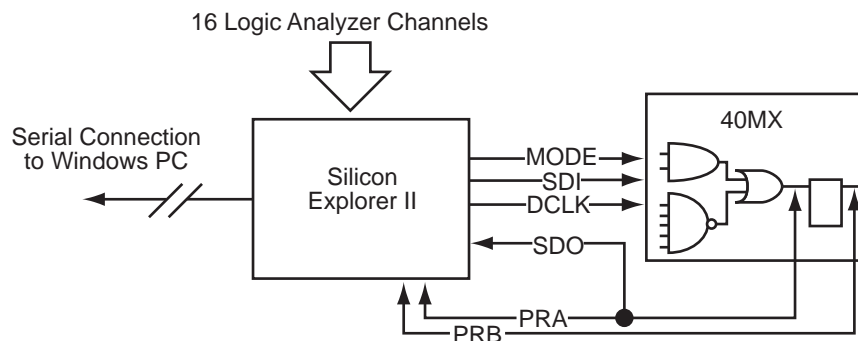 16 Logic Analyzer Channels
Serial Connection
to Windows PC
Silicon
Explorer II
MODE
SDI
DCLK
SDO
PRA
PRB
40MX